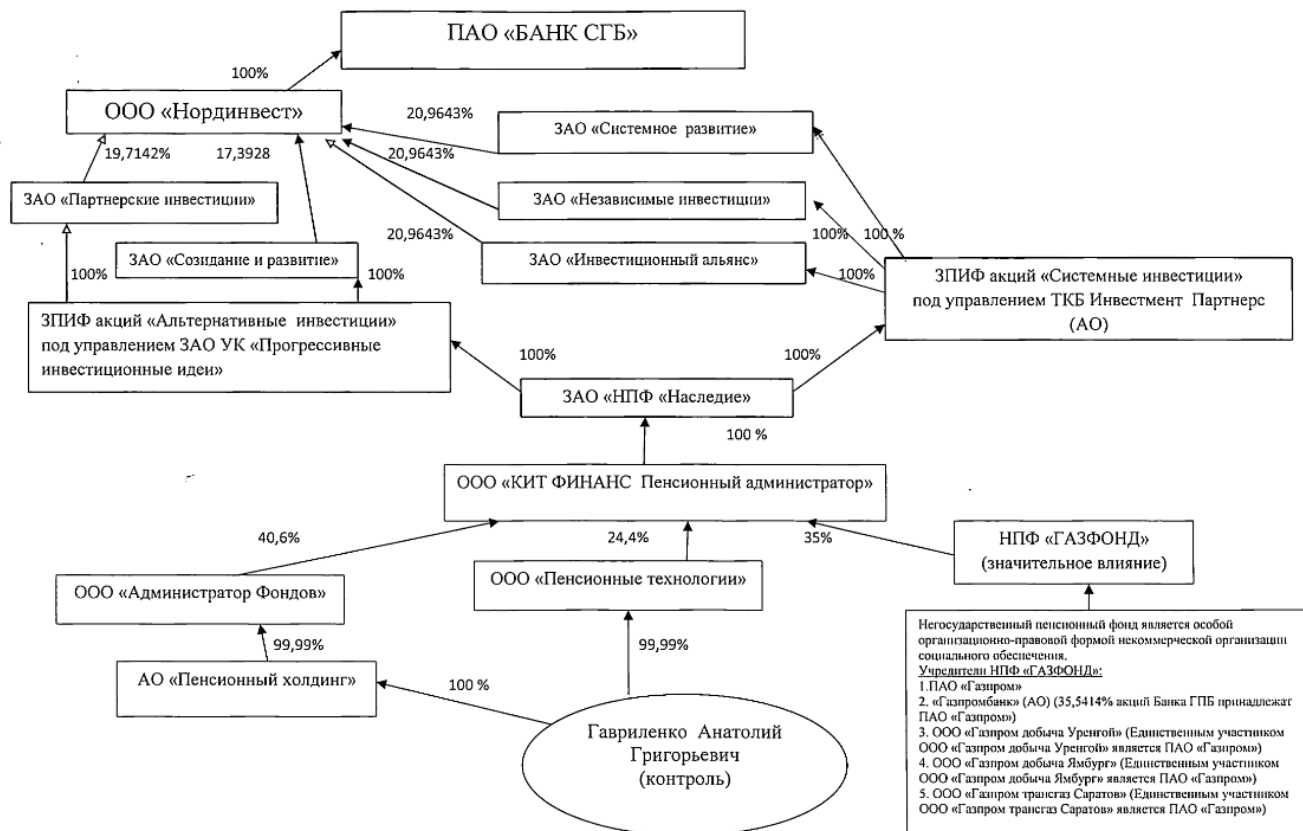 ПАО «БАНК СГБ»
100%
ООО «Нординвест»
20,9643%
ЗАО «Системное развитие»
19,7142%
17,3928
20,9643%
ЗАО «Партнерские инвестиции»
ЗАО «Независимые инвестиции»
20,9643%
100%
100 %
ЗАО «Созидание и развитие»
ЗАО «Инвестиционный альянс»
100%
100%
100%
ЗПИФ акций «Системные инвестиции»
под управлением ТКБ Инвестмент Партнерс
(АО)
ЗПИФ акций «Альтернативные инвестиции»
под управлением ЗАО УК «Прогрессивные
инвестиционные идеи»
100%
100%
ЗАО «НПФ «Наследие»
100 %
ООО «КИТ ФИНАНС Пенсионный администратор»
40,6%
24,4%
35%
НПФ «ГАЗФОНД»
(значительное влияние)
ООО «Администратор Фондов»
ООО «Пенсионные технологии»
99,99%
99,99%
АО «Пенсионный холдинг»
100 %
Гавриленко Анатолий
Григорьевич
(контроль)
Негосударственный пенсионный фонд является особой
организационно-правовой формой некоммерческой организации
социального обеспечения.
Учредители НПФ «ГАЗФОНД»:
1.ПАО «Газпром»
2. «Газпромбанк» (АО) (35,5414% акций Банка ГПБ принадлежат
ПАО «Газпром»)
3. ООО «Газпром добыча Уренгой» (Единственным участником
ООО «Газпром добыча Уренгой» является ПАО «Газпром»)
4. ООО «Газпром добыча Ямбург» (Единственным участником
ООО «Газпром добыча Ямбург» является ПАО «Газпром»)
5. ООО «Газпром трансгаз Саратов» (Единственным участником
ООО «Газпром трансгаз Саратов» является ПАО «Газпром»)